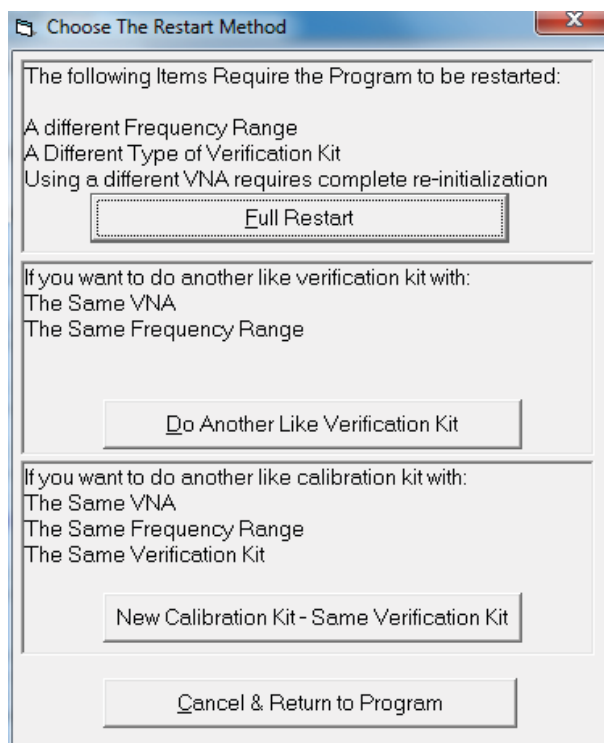 Choose The Restart Method
The following Items Require the Program to be restarted:
A different Frequency Range
A Different Type of Verification Kit
Using a different VNA requires complete re-initialization
Full Restart
If you want to do another like verification kit with:
The Same VNA
The Same Frequency Range
Do Another Like Verification Kit
If you want to do another like calibration kit with:
The Same VNA
The Same Frequency Range
The Same Verification Kit
New Calibration Kit - Same Verification Kit
Cancel & Return to Program